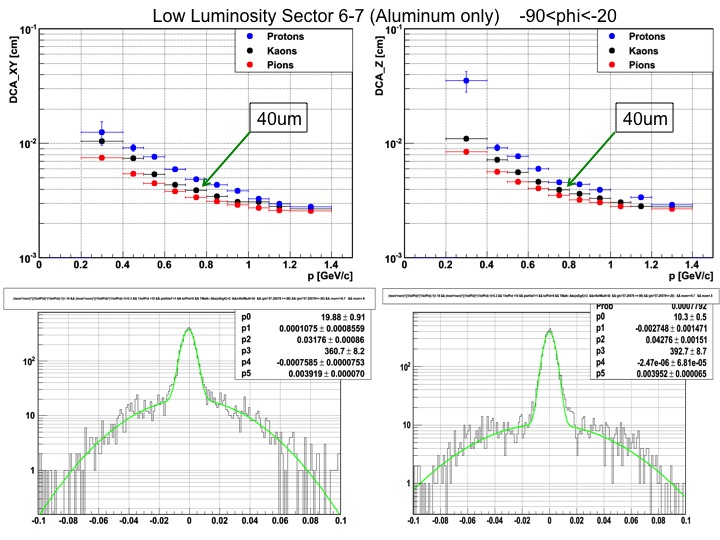 Low Luminosity Sector 6-7 (Aluminum only) -90<phi<-20
DCA_XY [cm]
10⁻¹
10⁻²
10⁻³
Protons
Kaons
Pions
40um
0 0.2 0.4 0.6 0.8 1 1.2 1.4
p [GeV/c]
DCA_Z [cm]
10⁻¹
10⁻²
10⁻³
Protons
Kaons
Pions
40um
0 0.2 0.4 0.6 0.8 1 1.2 1.4
p [GeV/c]
p0 19.88 ± 0.91
p1 0.0001075 ± 0.0008559
p2 0.03176 ± 0.00086
p3 360.7 ± 8.2
p4 -0.0007585 ± 0.0000753
p5 0.003919 ± 0.000070
10²
10
1
-0.1 -0.08 -0.06 -0.04 -0.02 0 0.02 0.04 0.06 0.08 0.1
Prob 0.0007792
p0 10.3 ± 0.5
p1 -0.002748 ± 0.001471
p2 0.04276 ± 0.00151
p3 392.7 ± 8.7
p4 -2.47e-06 ± 6.81e-05
p5 0.003952 ± 0.000065
10²
10
1
-0.1 -0.08 -0.06 -0.04 -0.02 0 0.02 0.04 0.06 0.08 0.1